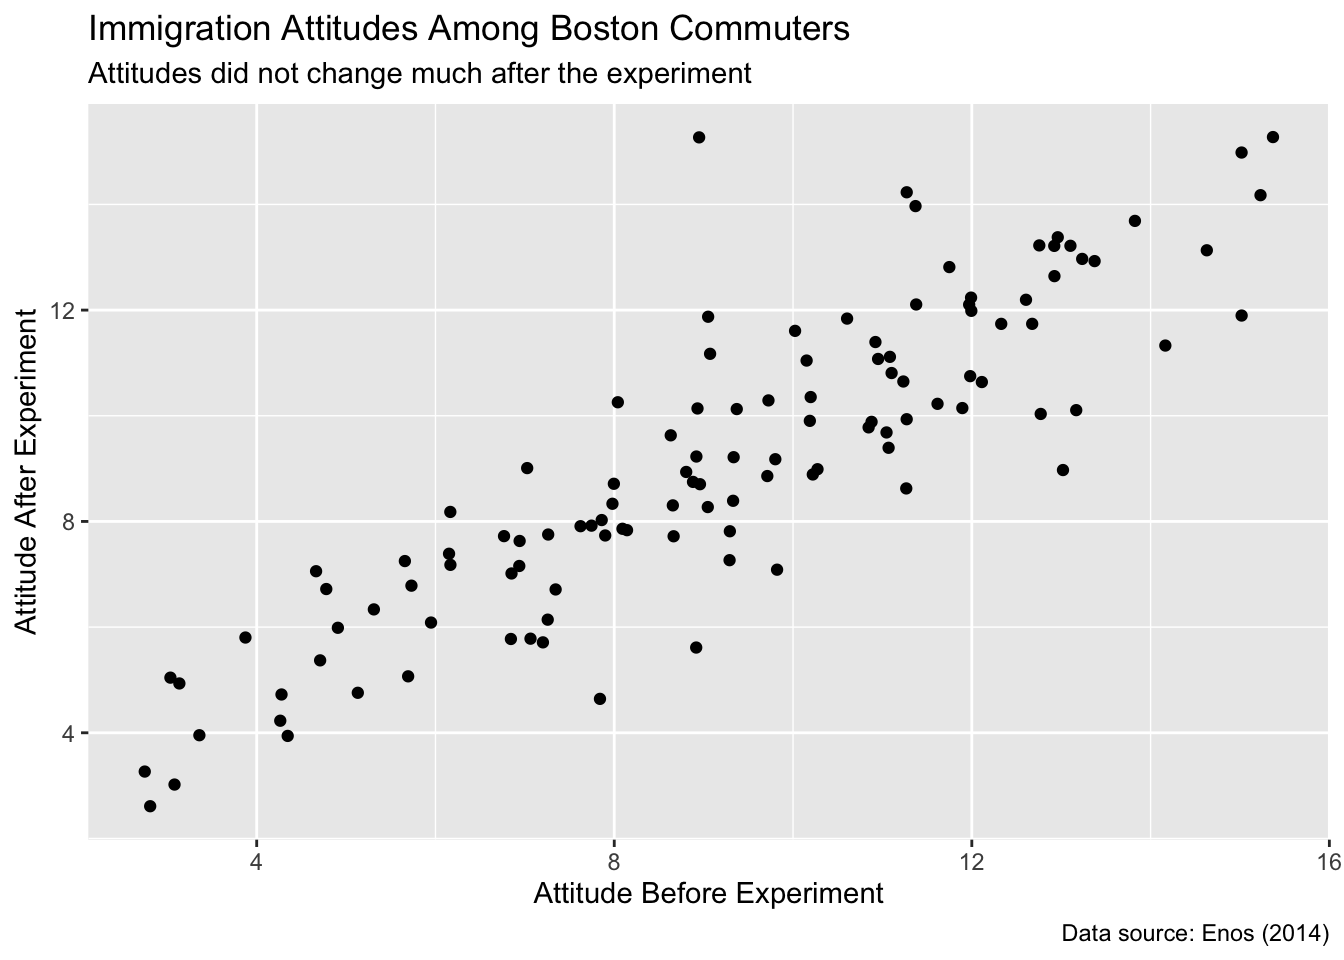 Immigration Attitudes Among Boston Commuters
Attitudes did not change much after the experiment
Attitude After Experiment
12
8
4
4
8
12
16
Attitude Before Experiment
Data source: Enos (2014)